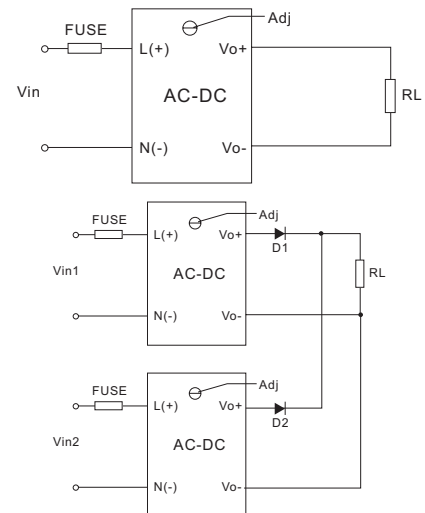 Adj
FUSE
L(+) Vo+
Vin
AC-DC
RL
N(-) Vo-
FUSE
Adj
L(+) Vo+
D1
Vin1
AC-DC
RL
N(-) Vo-
FUSE
Adj
L(+) Vo+
D2
Vin2
AC-DC
N(-) Vo-